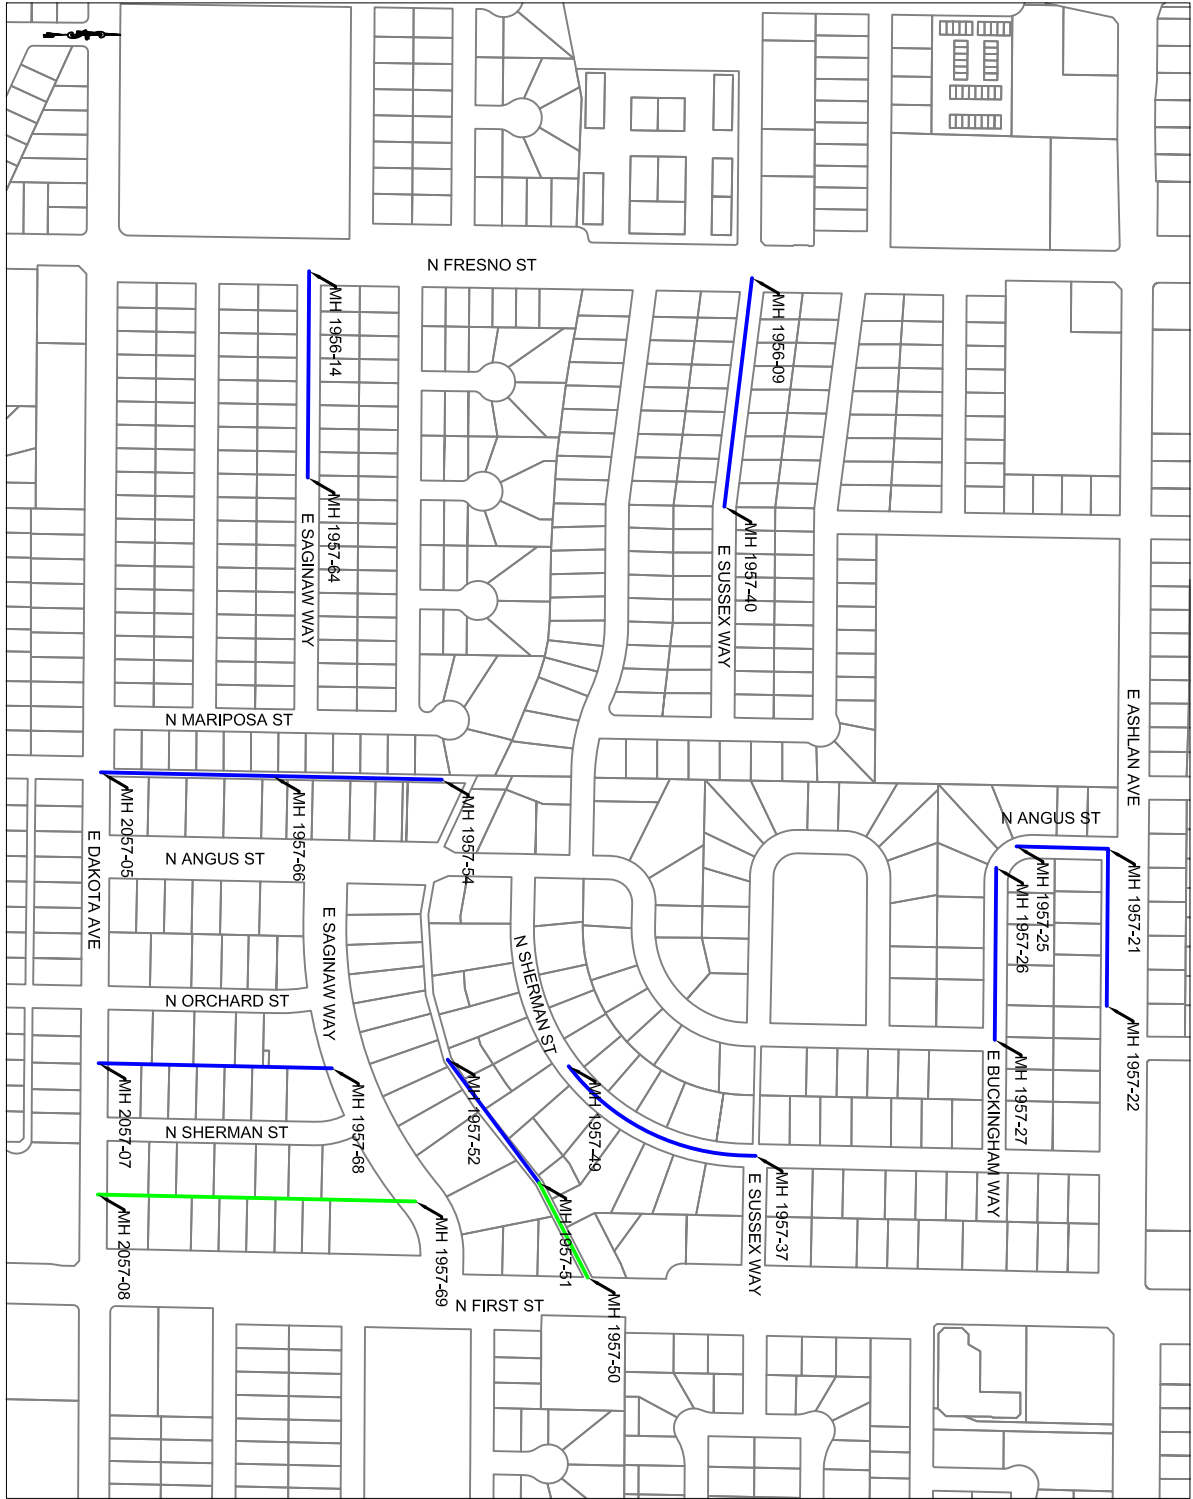 N FRESNO ST
MH 1956-14
MH 1956-09
MH 1957-64
MH 1957-40
E SAGINAW WAY
E SUSSEX WAY
E ASHLAN AVE
N MARIPOSA ST
MH 2057-05
MH 1957-66
MH 1957-54
N ANGUS ST
E DAKOTA AVE
N ANGUS ST
MH 1957-21
MH 1957-25
MH 1957-26
E SAGINAW WAY
N SHERMAN ST
N ORCHARD ST
MH 1957-22
MH 1957-27
E BUCKINGHAM WAY
MH 2057-07
MH 1957-68
MH 1957-52
MH 1957-49
N SHERMAN ST
MH 1957-37
E SUSSEX WAY
MH 1957-51
MH 2057-08
MH 1957-69
N FIRST ST
MH 1957-50